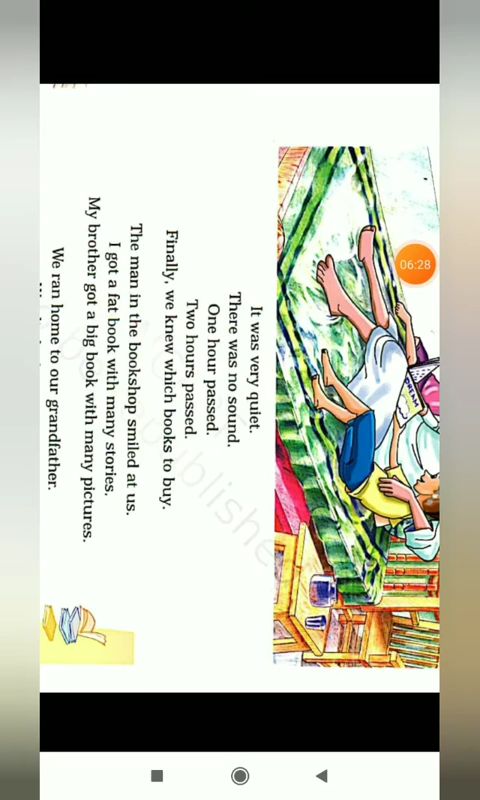 06:28
DREAM
It was very quiet.
There was no sound.
One hour passed.
Two hours passed.
Finally, we knew which books to buy.
The man in the bookshop smiled at us.
I got a fat book with many stories.
My brother got a big book with many pictures.
We ran home to our grandfather.